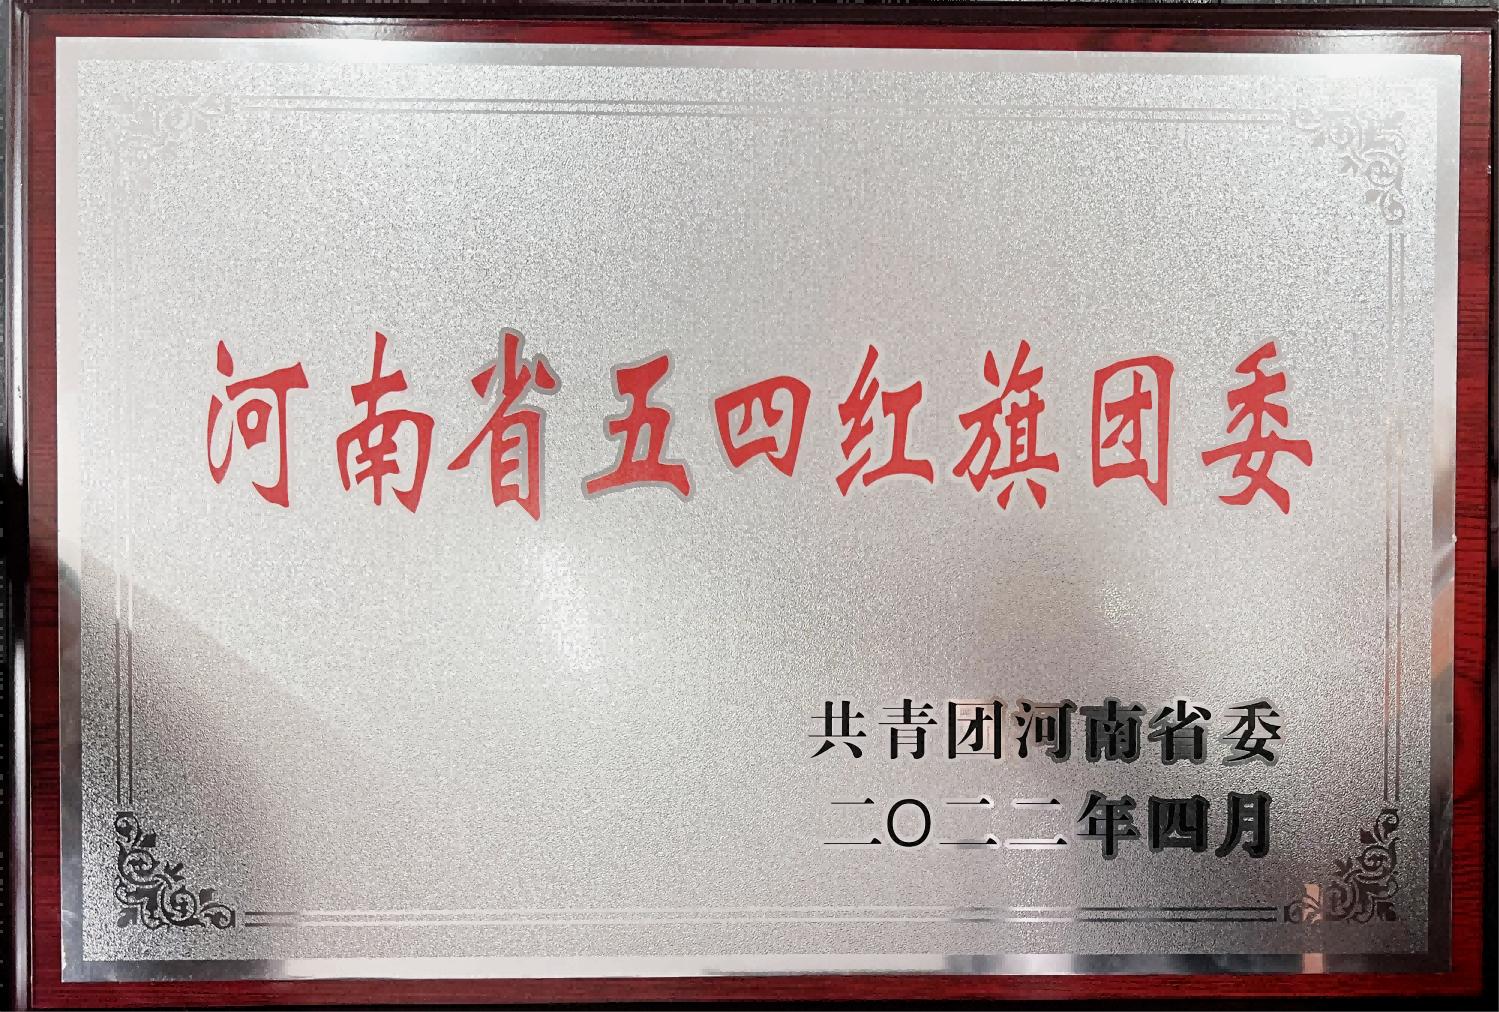 河南省五四红旗团委
共青团河南省委
二〇二二年四月